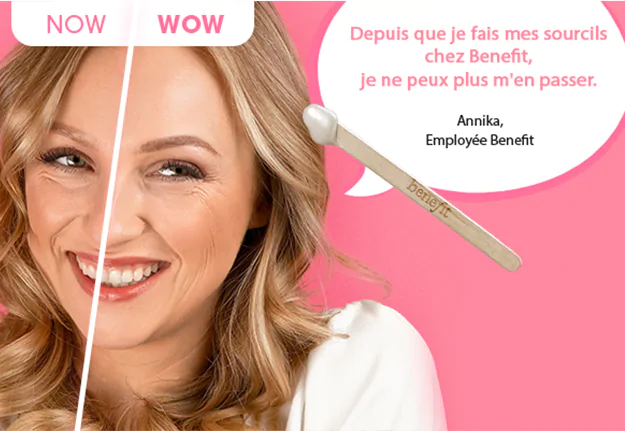 NOW WOW
Depuis que je fais mes sourcils
chez Benefit,
je ne peux plus m'en passer.
Annika,
Employée Benefit
benefit